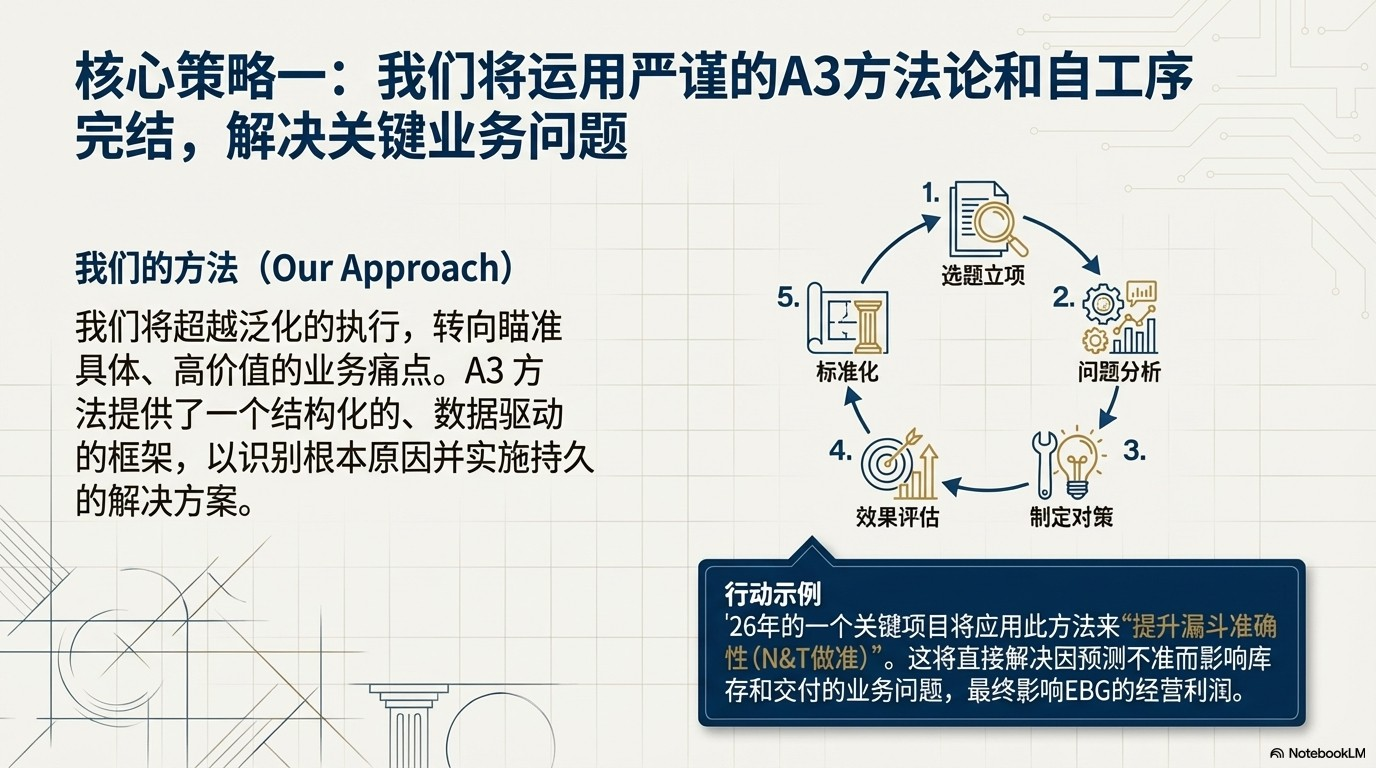 核心策略一：我们将运用严谨的A3方法论和自工序
完结，解决关键业务问题
我们的方法（Our Approach）
我们将超越泛化的执行，转向瞄准
具体、高价值的业务痛点。A3 方
法提供了一个结构化的、数据驱动
的框架，以识别根本原因并实施持久
的解决方案。
1.
选题立项
2.
问题分析
3.
制定对策
4.
效果评估
5.
标准化
行动示例
'26年的一个关键项目将应用此方法来“提升漏斗准确
性（N&T做准）”。这将直接解决因预测不准而影响库
存和交付的业务问题，最终影响EBG的经营利润。
NotebookLM